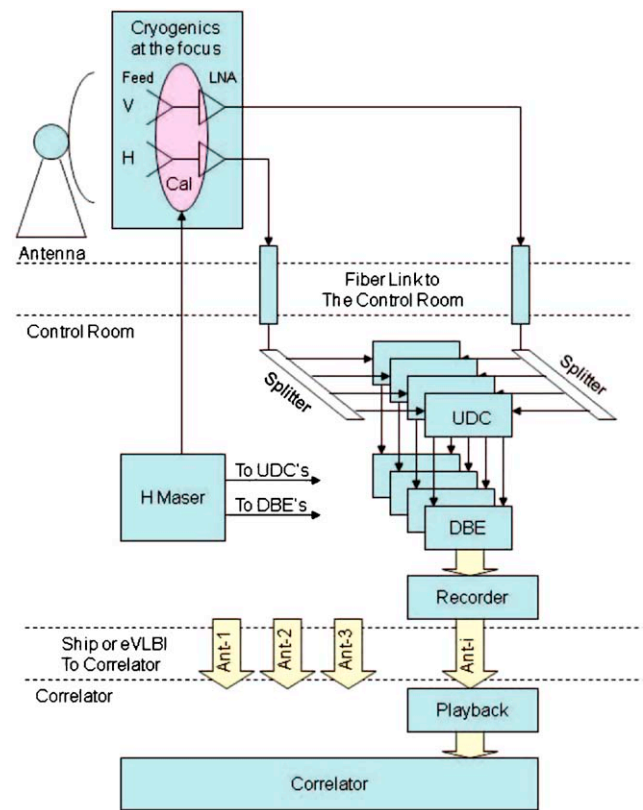 Cryogenics
at the focus
Feed
LNA
V
H
Cal
Antenna
Fiber Link to
The Control Room
Control Room
Splitter
Splitter
UDC
H Maser
To UDC's
To DBE's
DBE
Recorder
Ship or eVLBI
To Correlator
Ant-1
Ant-2
Ant-3
Ant-i
Correlator
Playback
Correlator